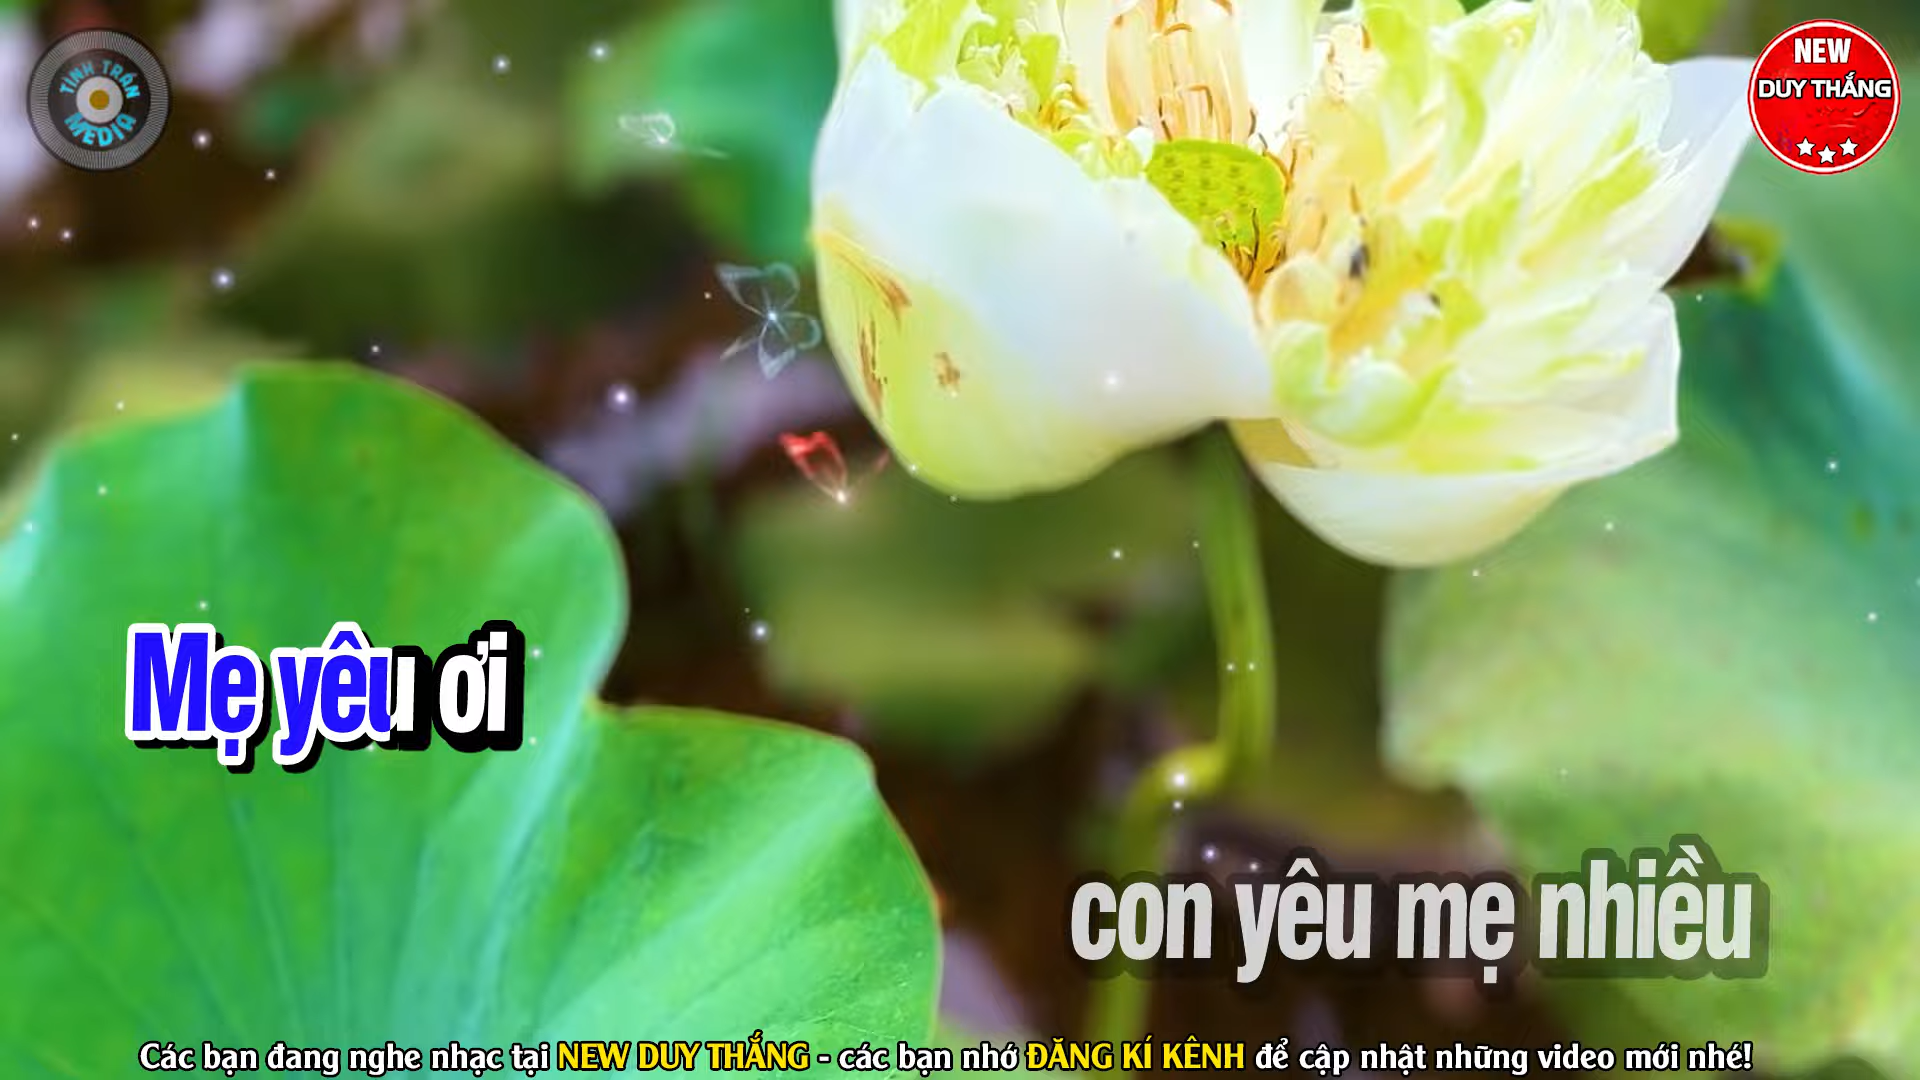 TÌNH TRẦN
MEDIA
NEW
DUY THẮNG
Mẹ yêu ơi
con yêu mẹ nhiều
Các bạn đang nghe nhạc tại NEW DUY THẮNG - các bạn nhớ ĐĂNG KÍ KÊNH để cập nhật những video mới nhé!